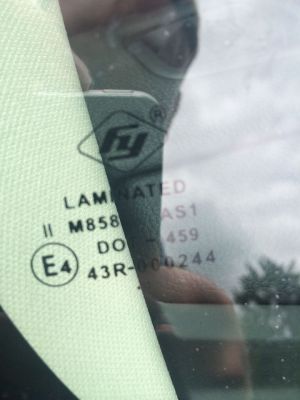 FY ®
LAMINATED
II M858 AS1
DOT-459
E4 43R-000244